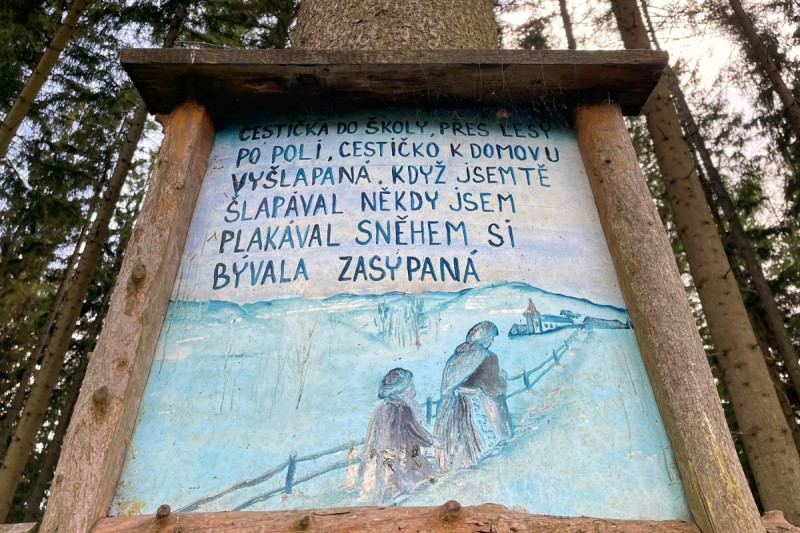 CESTIČKA DO ŠKOLY, PŘES LESY
PO POLI, CESTIČKO K DOMOVU
VYŠLAPANÁ, KDYŽ JSEM TĚ
ŠLAPÁVAL NĚKDY JSEM
PLAKÁVAL SNĚHEM SI
BÝVALA ZASYPANÁ